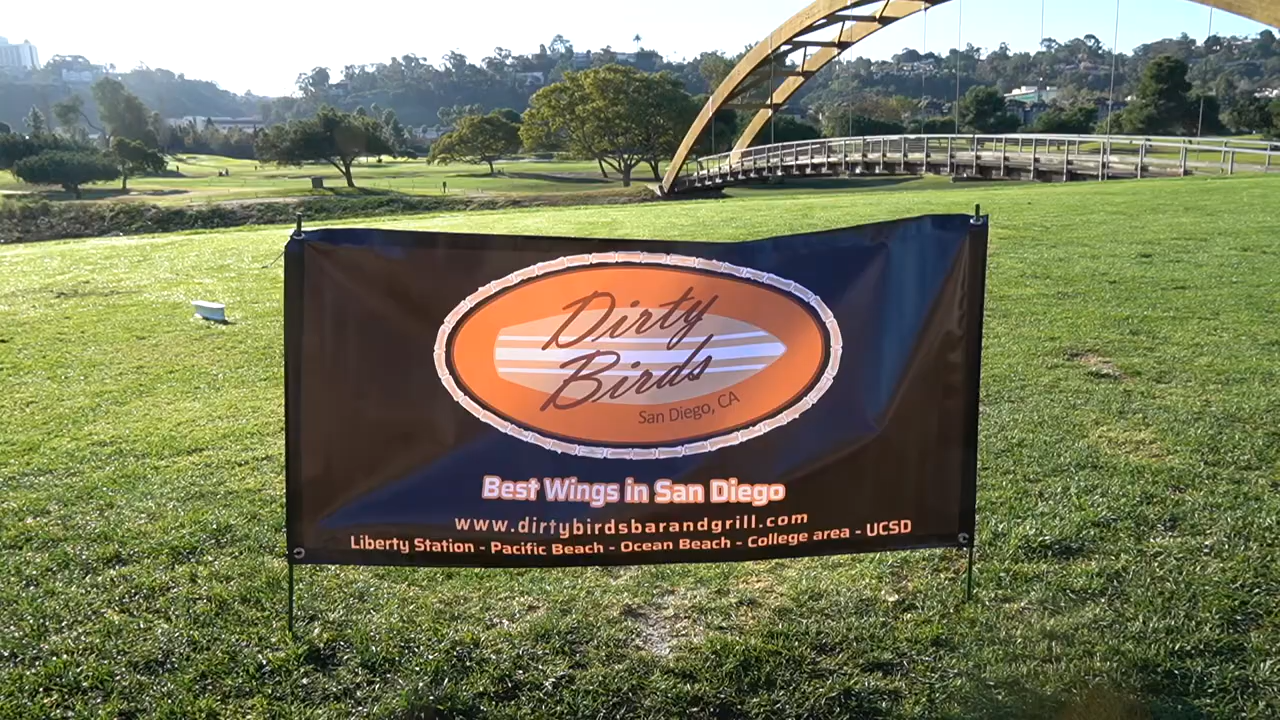 Dirty
Birds
San Diego, CA
Best Wings in San Diego
www.dirtybirdsbarandgrill.com
Liberty Station - Pacific Beach - Ocean Beach - College area - UCSD